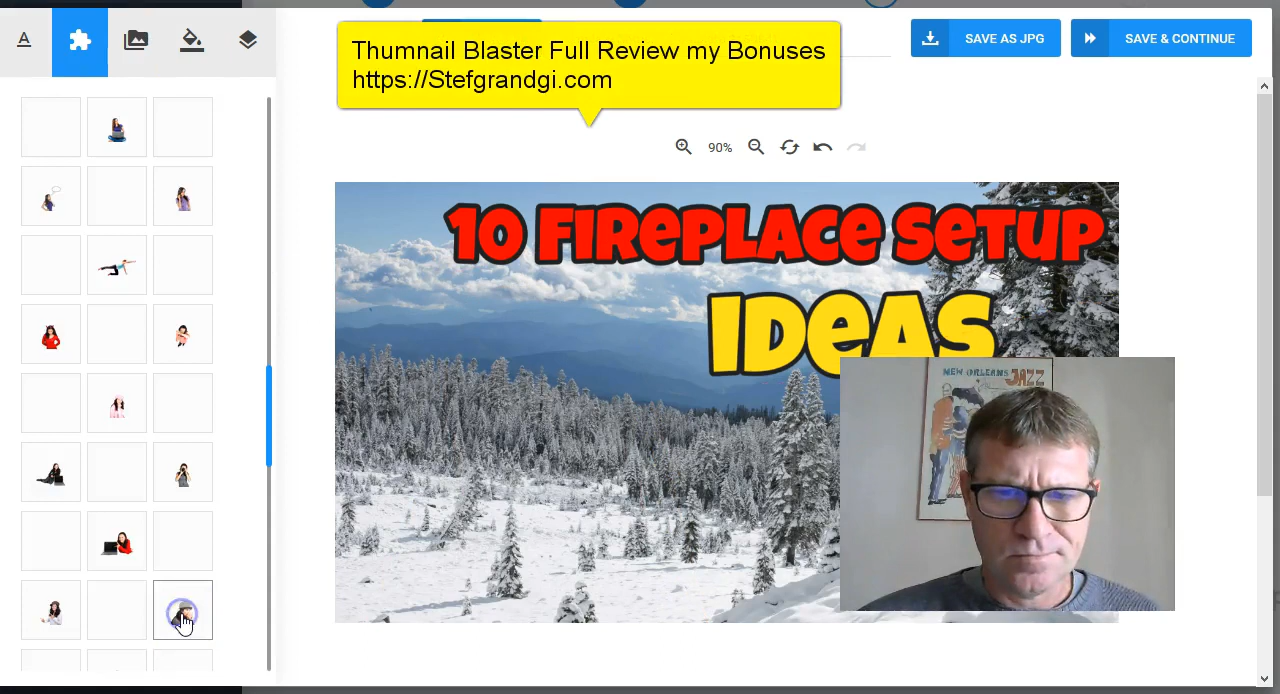 A
Thumnail Blaster Full Review my Bonuses
https://Stefgrandgi.com
SAVE AS JPG
SAVE & CONTINUE
90%
10 FIREPLACE SETUP
IDEAS
NEW ORLEANS
JAZZ